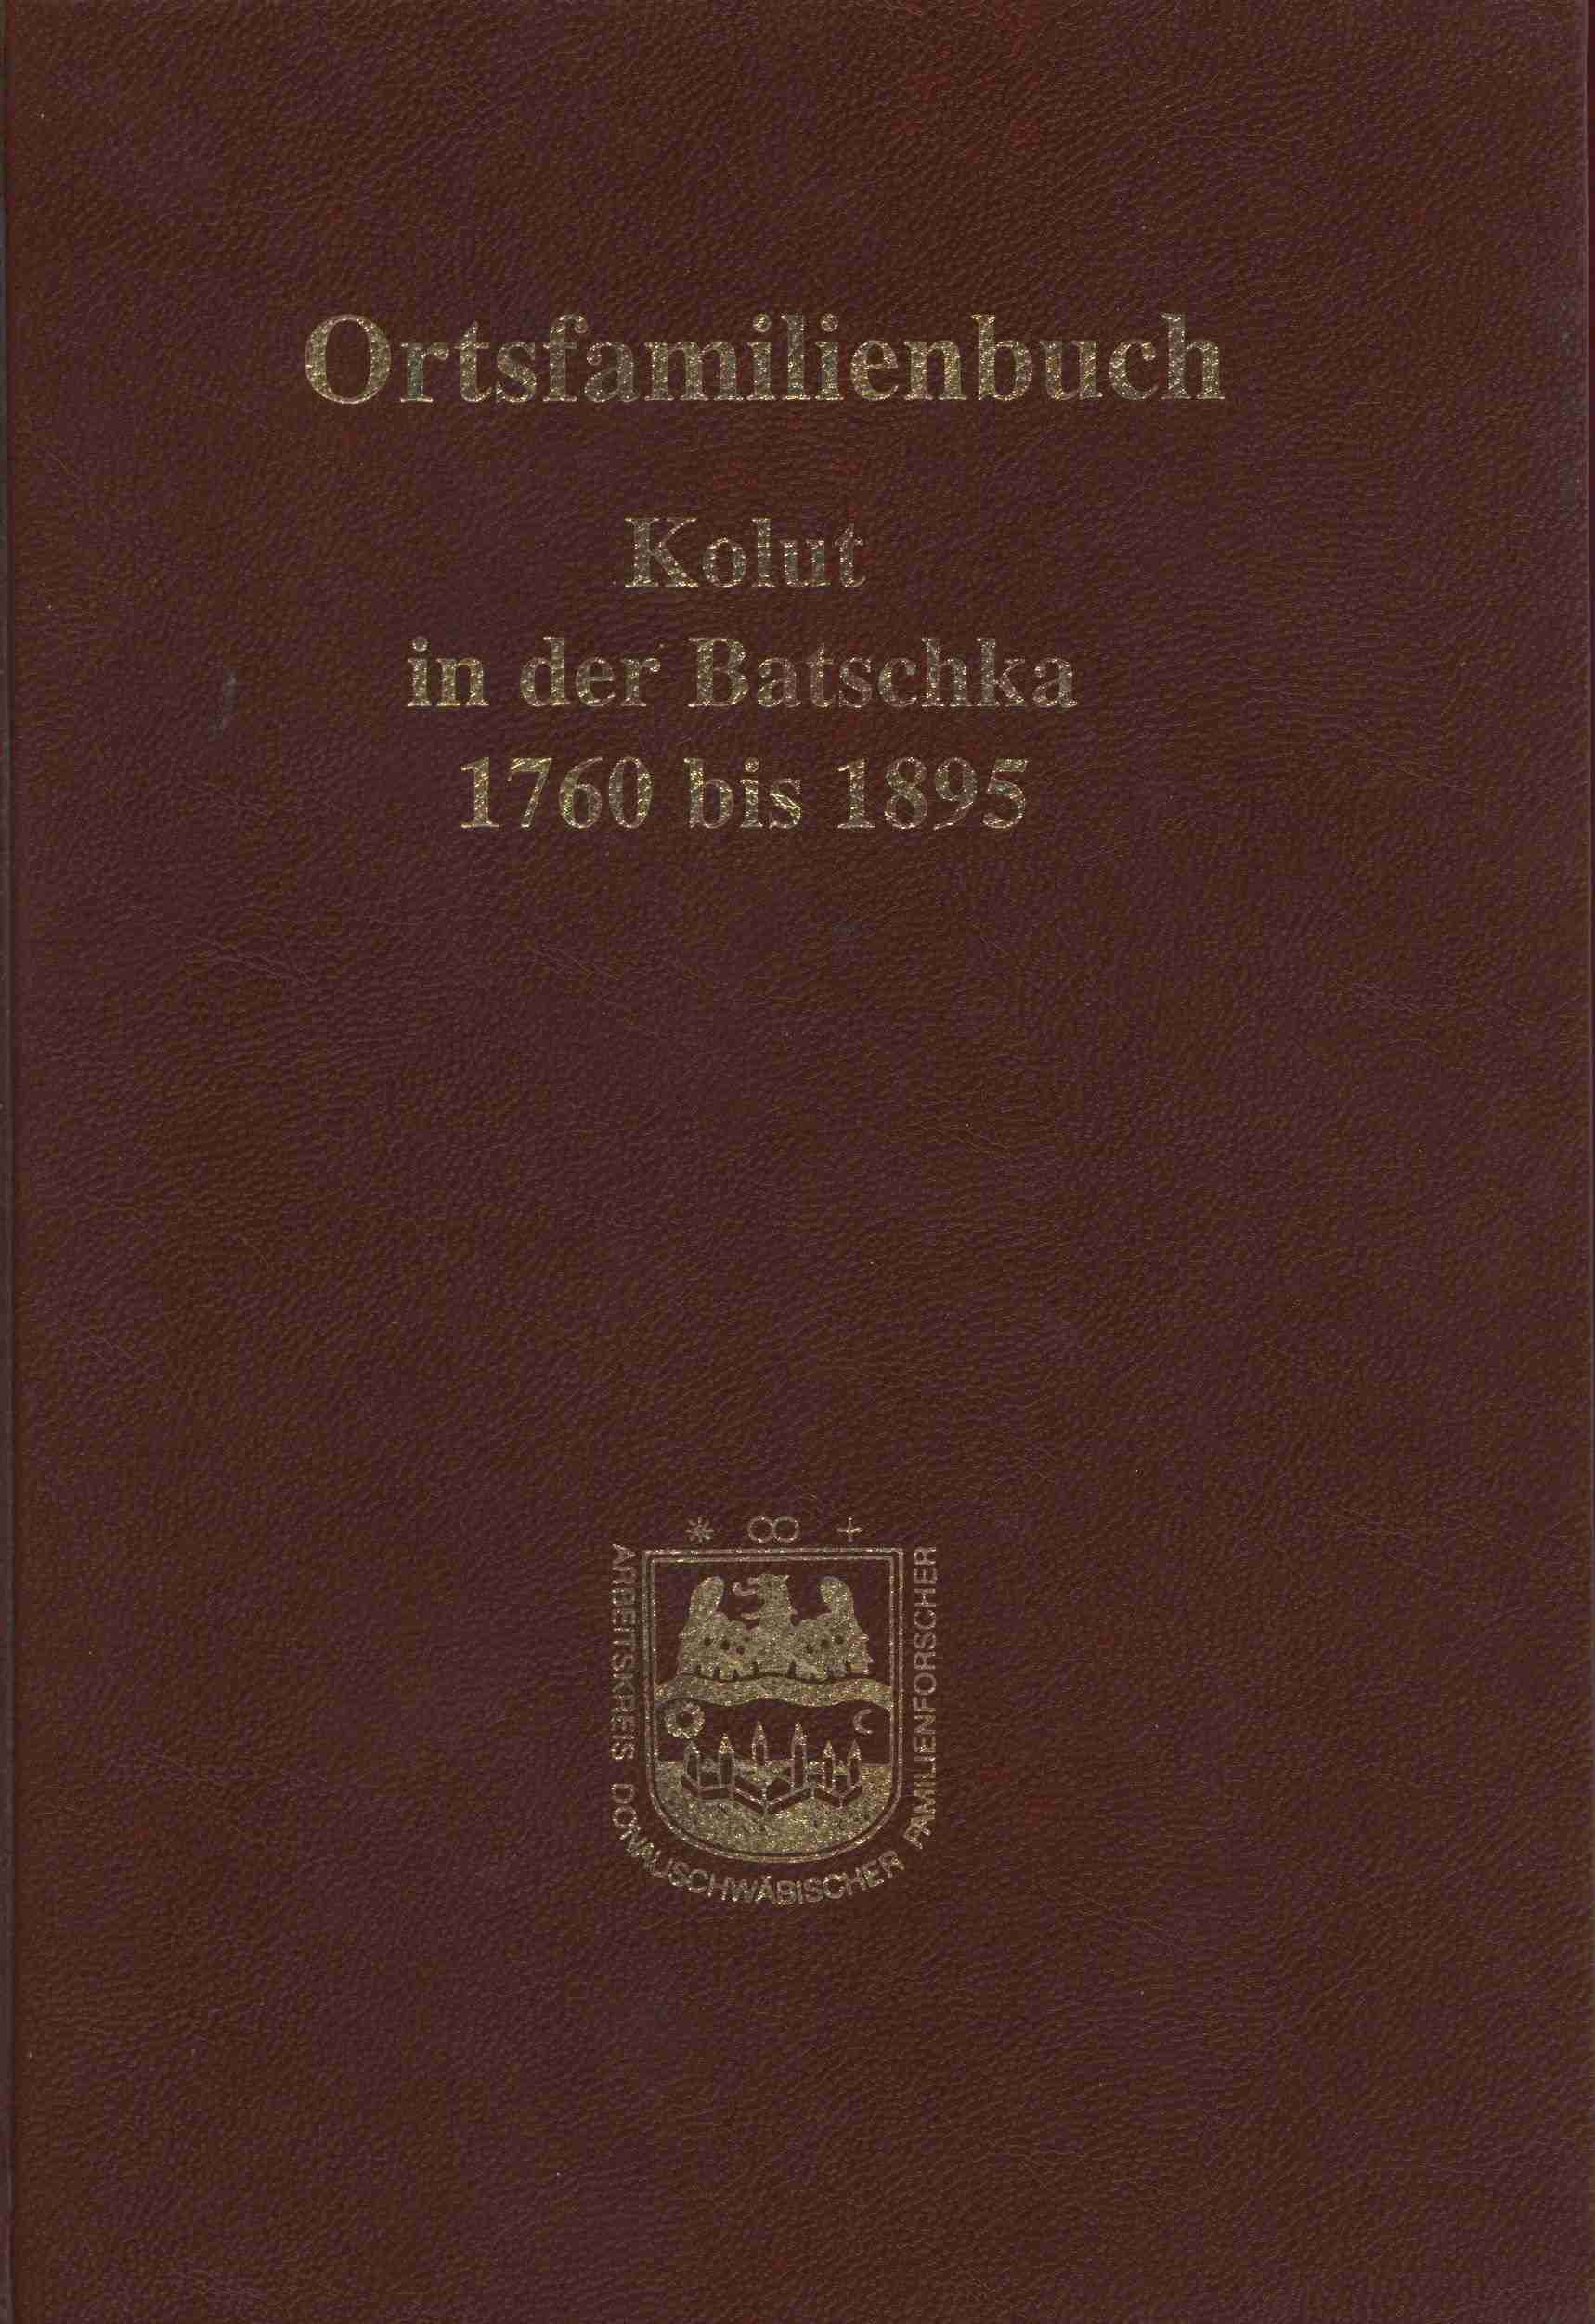 Ortsfamilienbuch
Kolut
in der Batschka
1760 bis 1895
* ∞ +
ARBEITSKREIS DONAUSCHWÄBISCHER FAMILIENFORSCHER